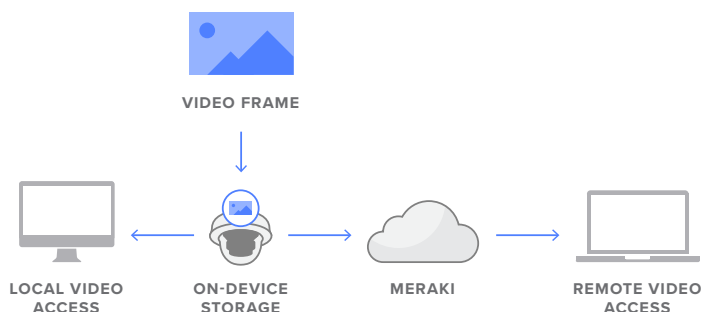 VIDEO FRAME
LOCAL VIDEO
ACCESS
ON-DEVICE
STORAGE
MERAKI
REMOTE VIDEO
ACCESS